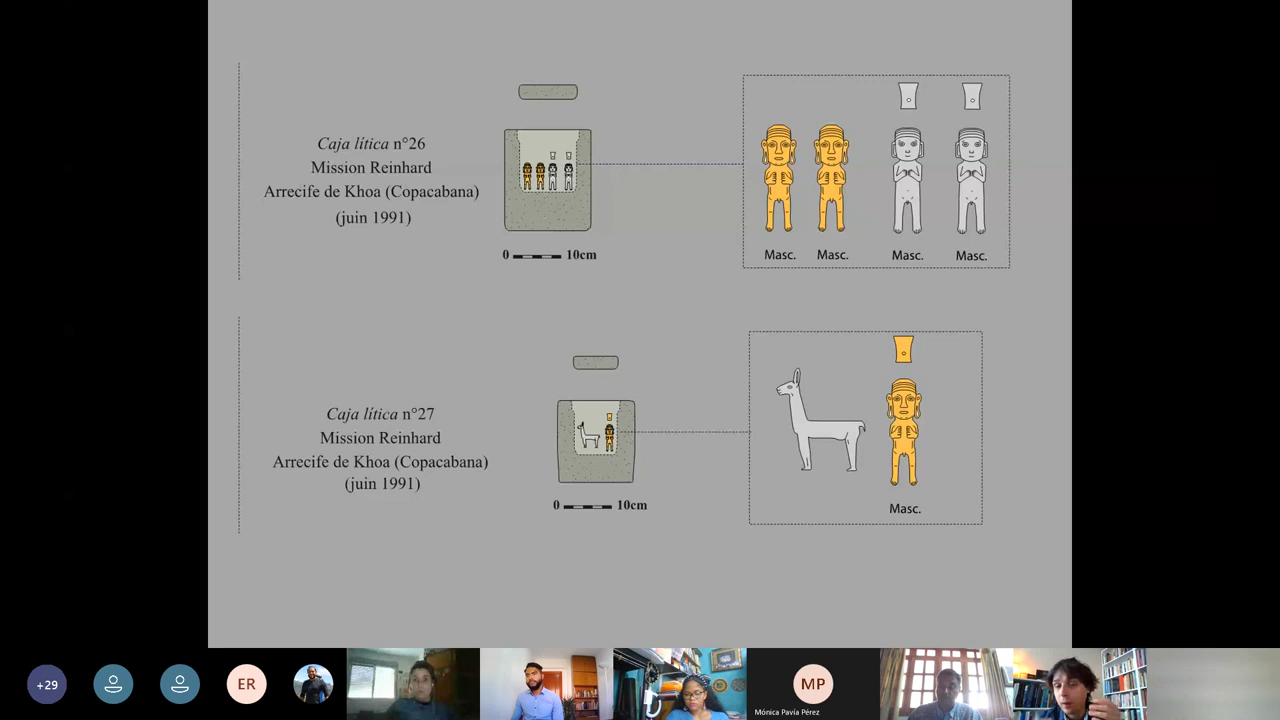 Caja lítica n°26
Mission Reinhard
Arrecife de Khoa (Copacabana)
(juin 1991)
0 10cm
Masc. Masc. Masc. Masc.
Caja lítica n°27
Mission Reinhard
Arrecife de Khoa (Copacabana)
(juin 1991)
0 10cm
Masc.
+29
ER
MP
Mónica Pavía Pérez